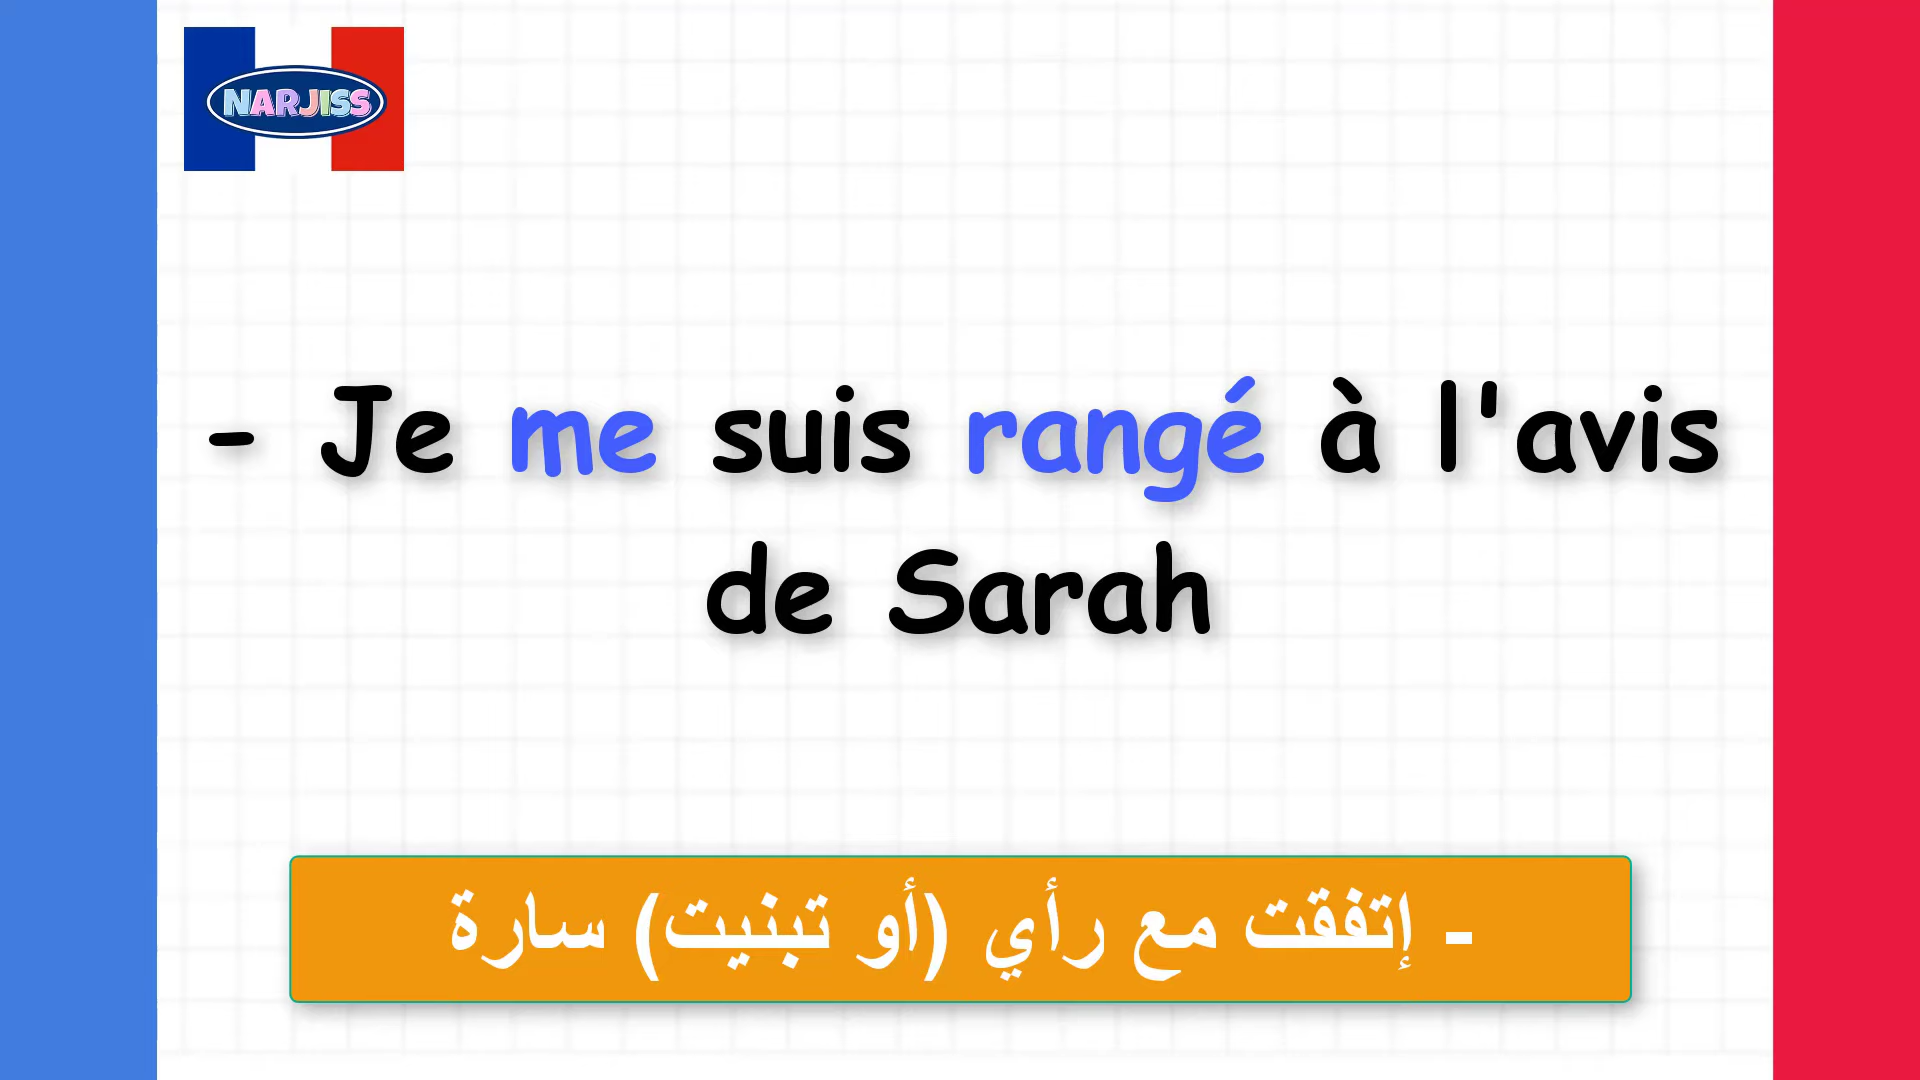 NARJISS
- Je me suis rangé à l'avis
de Sarah
- إتفقت مع رأي (أو تبنيت) سارة